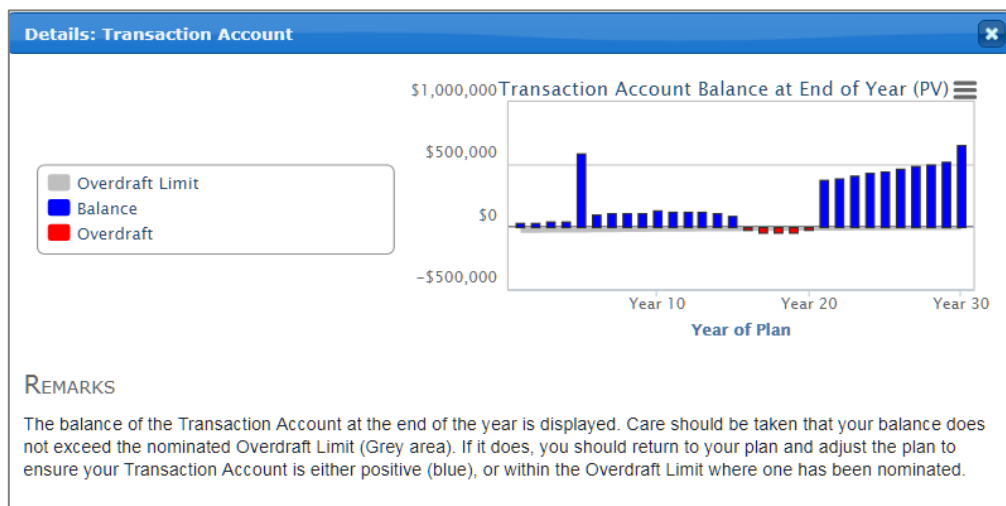 Details: Transaction Account
$1,000,000 Transaction Account Balance at End of Year (PV)
$500,000
$0
-$500,000
Overdraft Limit
Balance
Overdraft
Year 10 Year 20 Year 30
Year of Plan
REMARKS
The balance of the Transaction Account at the end of the year is displayed. Care should be taken that your balance does
not exceed the nominated Overdraft Limit (Grey area). If it does, you should return to your plan and adjust the plan to
ensure your Transaction Account is either positive (blue), or within the Overdraft Limit where one has been nominated.